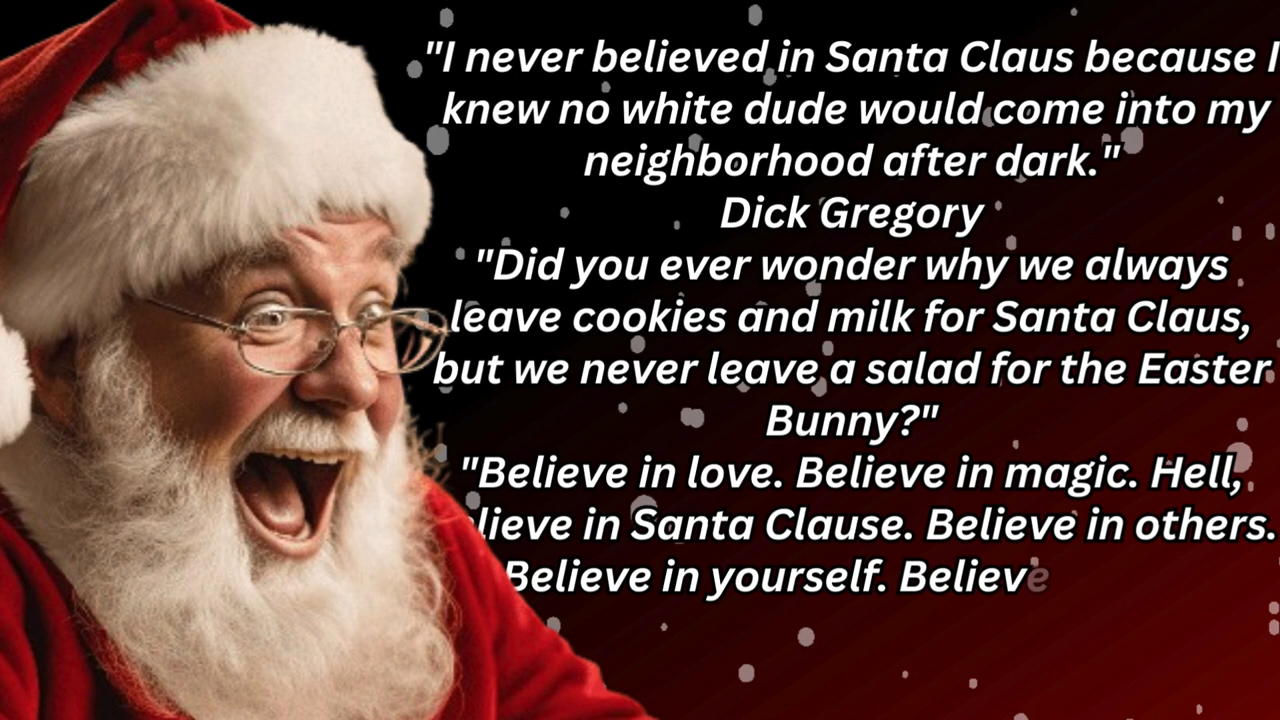 "I never believed in Santa Claus because I
knew no white dude would come into my
neighborhood after dark."
Dick Gregory
"Did you ever wonder why we always
leave cookies and milk for Santa Claus,
but we never leave a salad for the Easter
Bunny?"
"Believe in love. Believe in magic. Hell,
elieve in Santa Clause. Believe in others.
Believe in yourself. Believe